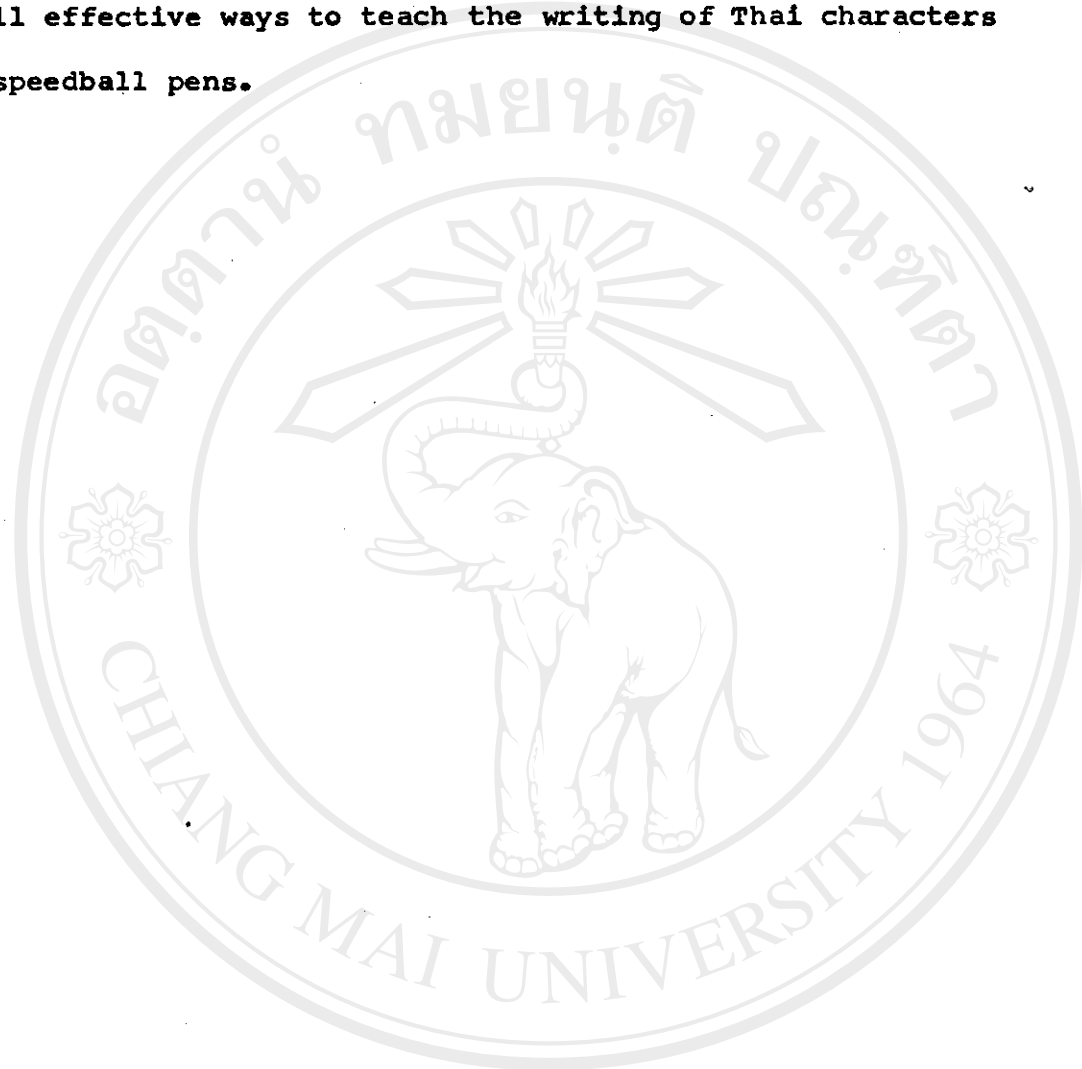 ll effective ways to teach the writing of Thai characters
speedball pens.
อตฺตานํ ทมยนฺติ ปณฺฑิตา
CHIANG MAI UNIVERSITY 1964